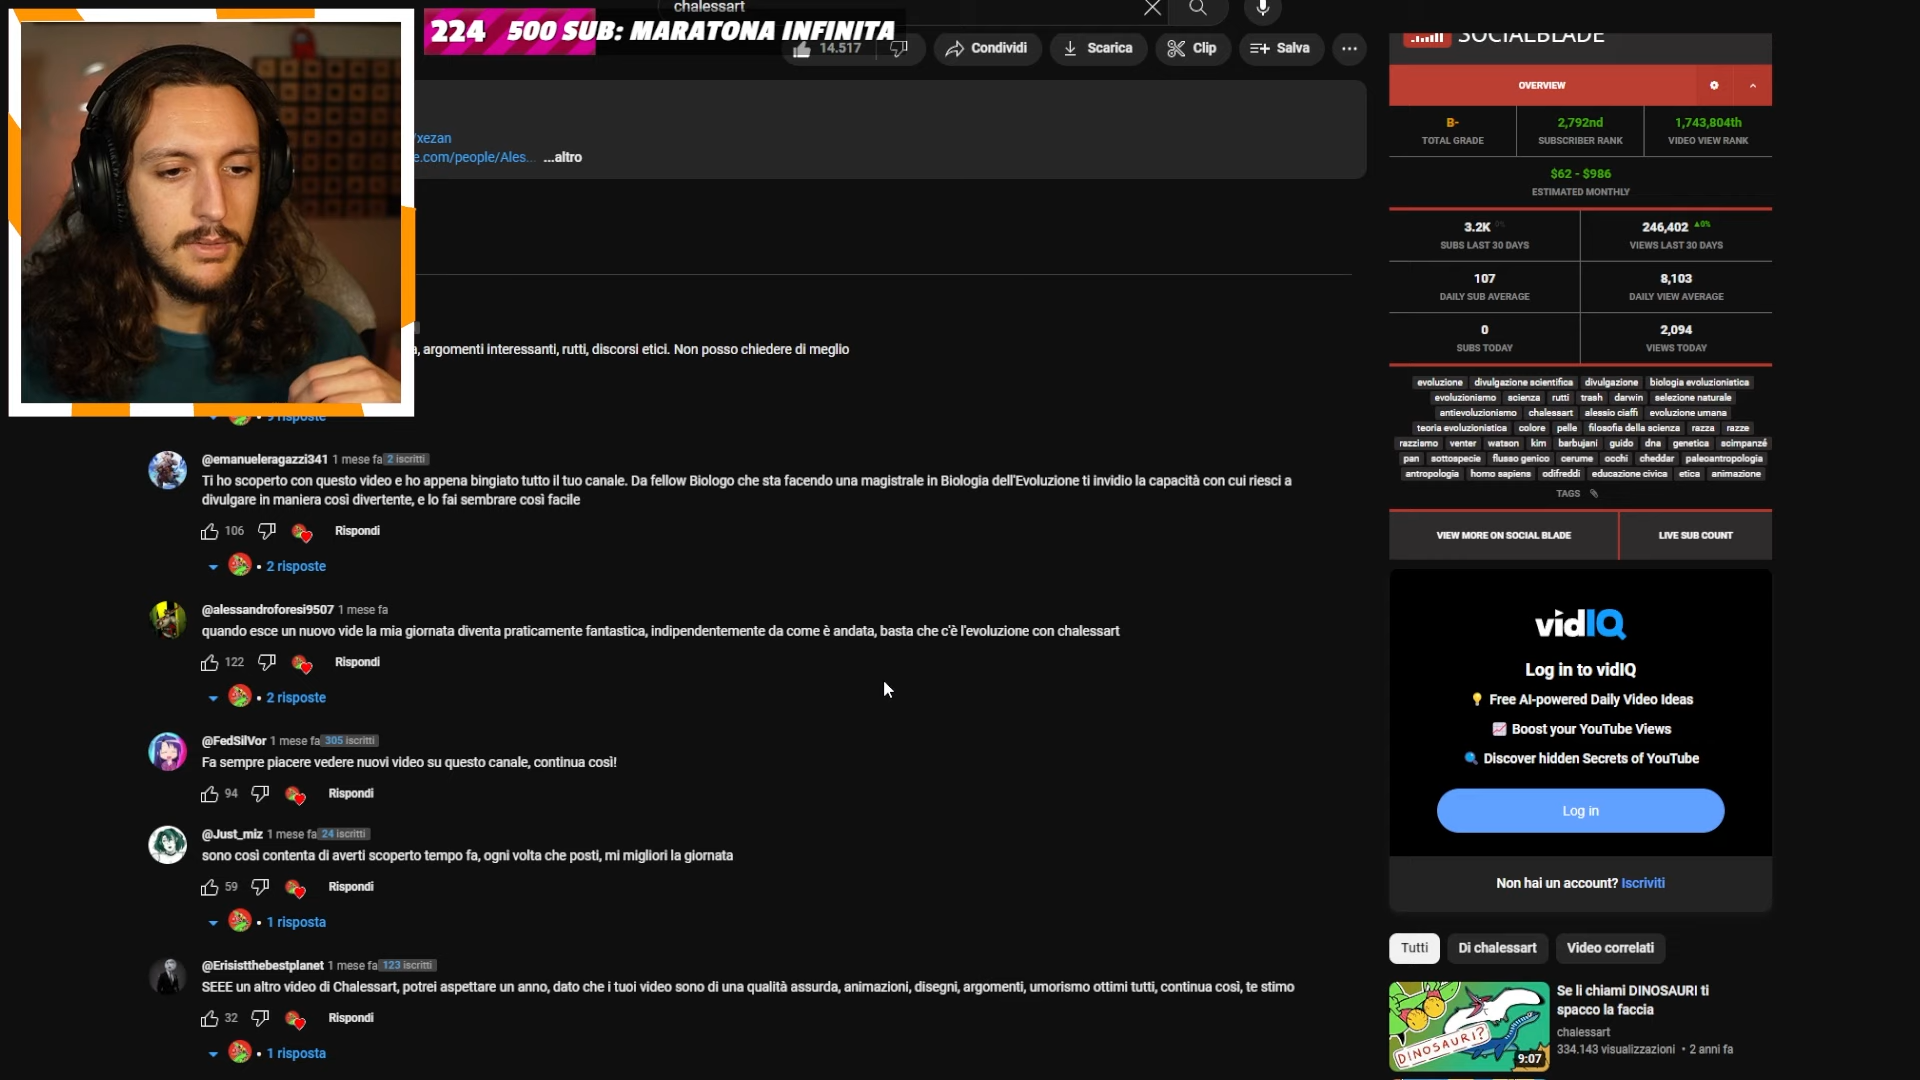 chalessart
224 500 SUB: MARATONA INFINITA
14.517 Condividi Scarica Clip Salva
/xezan
e.com/people/Ales... ...altro
a, argomenti interessanti, rutti, discorsi etici. Non posso chiedere di meglio
9 risposte
@emanueleragazzi341 1 mese fa 2 iscritti
Ti ho scoperto con questo video e ho appena bingiato tutto il tuo canale. Da fellow Biologo che sta facendo una magistrale in Biologia dell'Evoluzione ti invidio la capacità con cui riesci a
divulgare in maniera così divertente, e lo fai sembrare così facile
106 Rispondi
• 2 risposte
@alessandroforesi9507 1 mese fa
quando esce un nuovo vide la mia giornata diventa praticamente fantastica, indipendentemente da come è andata, basta che c'è l'evoluzione con chalessart
122 Rispondi
• 2 risposte
@FedSilVor 1 mese fa 305 iscritti
Fa sempre piacere vedere nuovi video su questo canale, continua così!
94 Rispondi
@Just_miz 1 mese fa 24 iscritti
sono così contenta di averti scoperto tempo fa, ogni volta che posti, mi migliori la giornata
59 Rispondi
• 1 risposta
@Erisistthebestplanet 1 mese fa 123 iscritti
SEEE un altro video di Chalessart, potrei aspettare un anno, dato che i tuoi video sono di una qualità assurda, animazioni, disegni, argomenti, umorismo ottimi tutti, continua così, te stimo
32 Rispondi
• 1 risposta
SOCIALBLADE
OVERVIEW
B- 2,792nd 1,743,804th
TOTAL GRADE SUBSCRIBER RANK VIDEO VIEW RANK
$62 - $986
ESTIMATED MONTHLY
3.2K 0% 246,402 ▲0%
SUBS LAST 30 DAYS VIEWS LAST 30 DAYS
107 8,103
DAILY SUB AVERAGE DAILY VIEW AVERAGE
0 2,094
SUBS TODAY VIEWS TODAY
evoluzione divulgazione scientifica divulgazione biologia evoluzionistica
evoluzionismo scienza rutti trash darwin selezione naturale
antievoluzionismo chalessart alessio ciaffi evoluzione umana
teoria evoluzionistica colore pelle filosofia della scienza razza razze
razzismo venter watson kim barbujani guido dna genetica scimpanzé
pan sottospecie flusso genico cerume occhi cheddar paleoantropologia
antropologia homo sapiens odifreddi educazione civica etica animazione
TAGS
VIEW MORE ON SOCIAL BLADE LIVE SUB COUNT
vidIQ
Log in to vidIQ
Free AI-powered Daily Video Ideas
Boost your YouTube Views
Discover hidden Secrets of YouTube
Log in
Non hai un account? Iscriviti
Tutti Di chalessart Video correlati
DINOSAURI?
9:07
Se li chiami DINOSAURI ti
spacco la faccia
chalessart
334.143 visualizzazioni • 2 anni fa